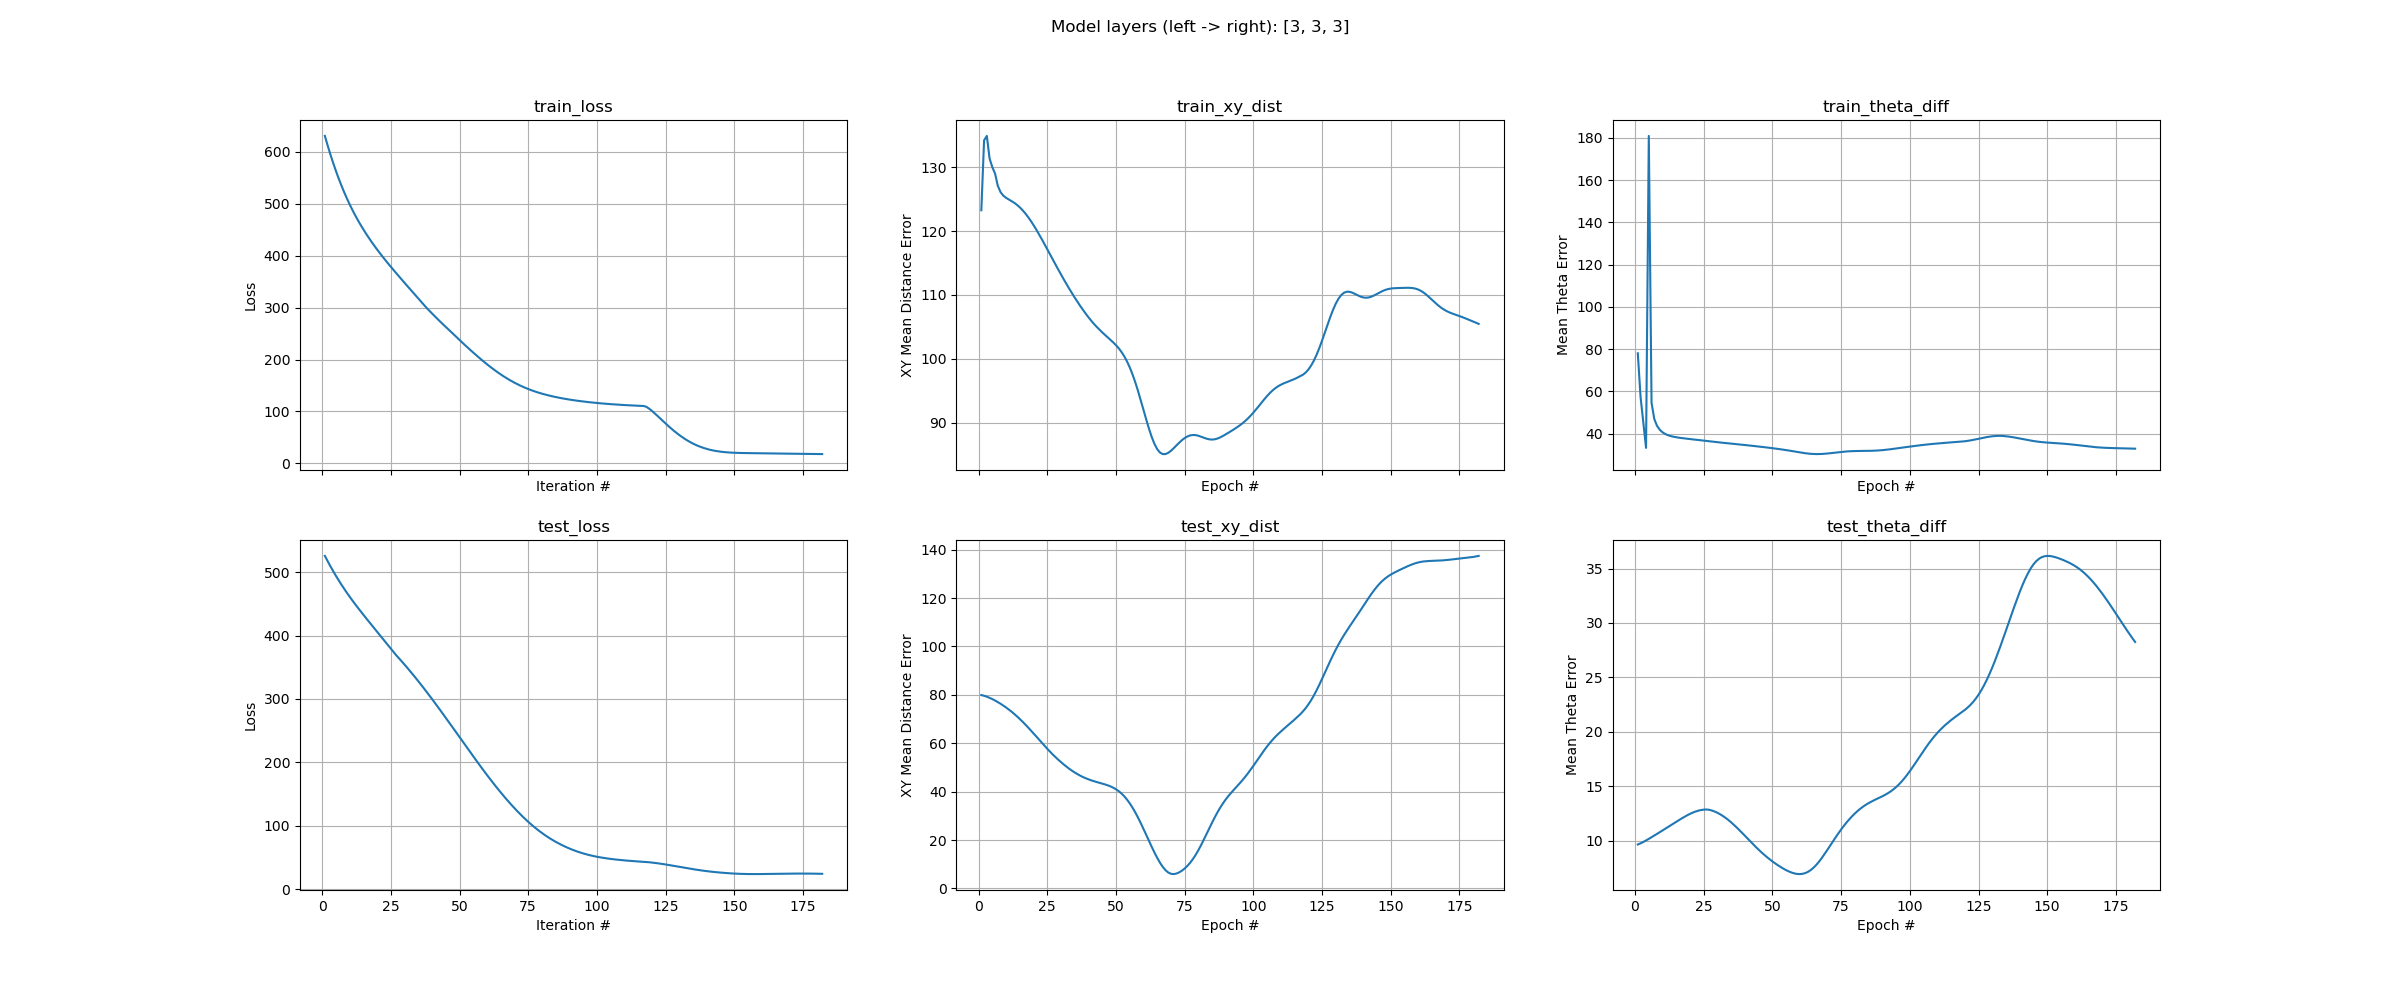 Model layers (left -> right): [3, 3, 3]
train_loss
600
500
400
300
200
100
0
Loss
Iteration #
train_xy_dist
130
120
110
100
90
XY Mean Distance Error
Epoch #
train_theta_diff
180
160
140
120
100
80
60
40
Mean Theta Error
Epoch #
test_loss
500
400
300
200
100
0
Loss
0 25 50 75 100 125 150 175
Iteration #
test_xy_dist
140
120
100
80
60
40
20
0
XY Mean Distance Error
0 25 50 75 100 125 150 175
Epoch #
test_theta_diff
35
30
25
20
15
10
Mean Theta Error
0 25 50 75 100 125 150 175
Epoch #